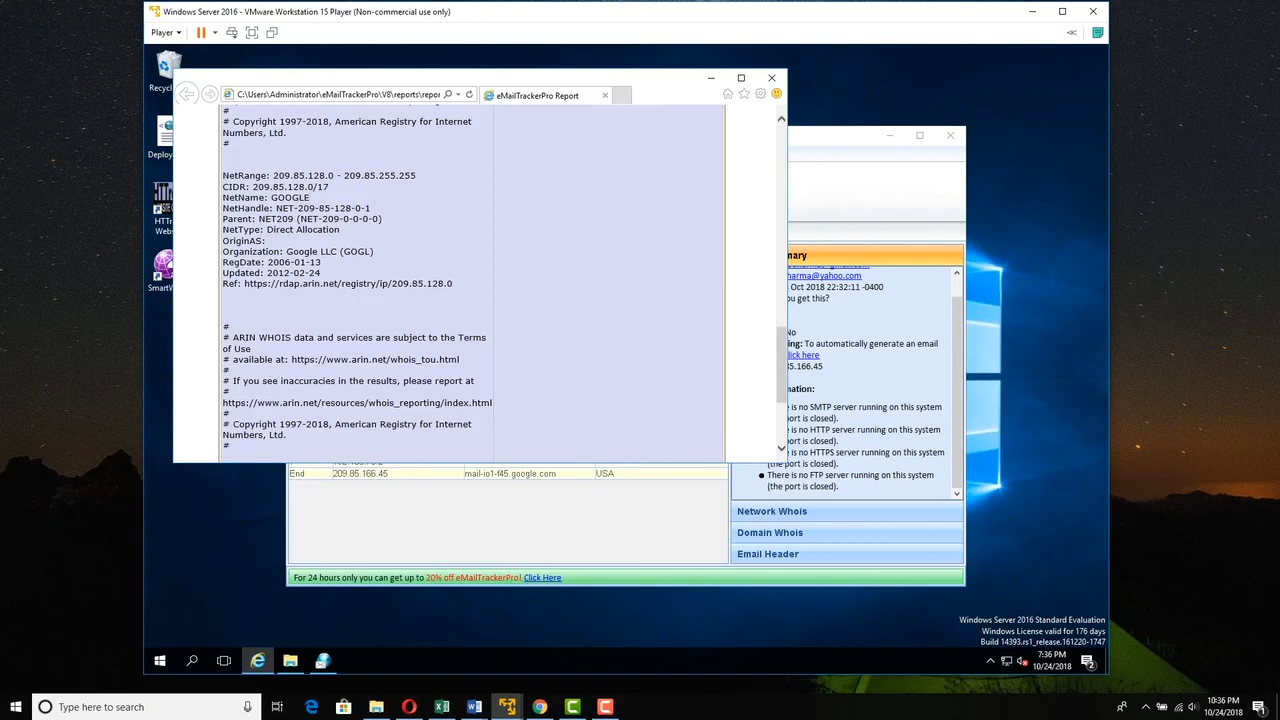 Windows Server 2016 - VMware Workstation 15 Player (Non-commercial use only)
Player
Recycl
C:\Users\Administrator\eMailTrackerPro\V8\reports\repor
eMailTrackerPro Report
#
# Copyright 1997-2018, American Registry for Internet
Numbers, Ltd.
#
Deploy
NetRange: 209.85.128.0 - 209.85.255.255
CIDR: 209.85.128.0/17
NetName: GOOGLE
NetHandle: NET-209-85-128-0-1
Parent: NET209 (NET-209-0-0-0-0)
NetType: Direct Allocation
OriginAS:
Organization: Google LLC (GOGL)
RegDate: 2006-01-13
Updated: 2012-02-24
Ref: https://rdap.arin.net/registry/ip/209.85.128.0
HTTra
Webs
SmartW
#
# ARIN WHOIS data and services are subject to the Terms
of Use
# available at: https://www.arin.net/whois_tou.html
#
# If you see inaccuracies in the results, please report at
#
https://www.arin.net/resources/whois_reporting/index.html
#
# Copyright 1997-2018, American Registry for Internet
Numbers, Ltd.
#
mary
harma@yahoo.com
Oct 2018 22:32:11 -0400
ou get this?
No
ing: To automatically generate an email
lick here
35.166.45
mation:
e is no SMTP server running on this system
(the port is closed).
e is no HTTP server running on this system
(the port is closed).
e is no HTTPS server running on this system
(the port is closed).
There is no FTP server running on this system
(the port is closed).
End 209.85.166.45 mail-io1-f45.google.com USA
Network Whois
Domain Whois
Email Header
For 24 hours only you can get up to 20% off eMailTrackerPro! Click Here
Windows Server 2016 Standard Evaluation
Windows License valid for 176 days
Build 14393.rs1_release.161220-1747
7:36 PM
10/24/2018
2
Type here to search
10:36 PM
10/24/2018
1